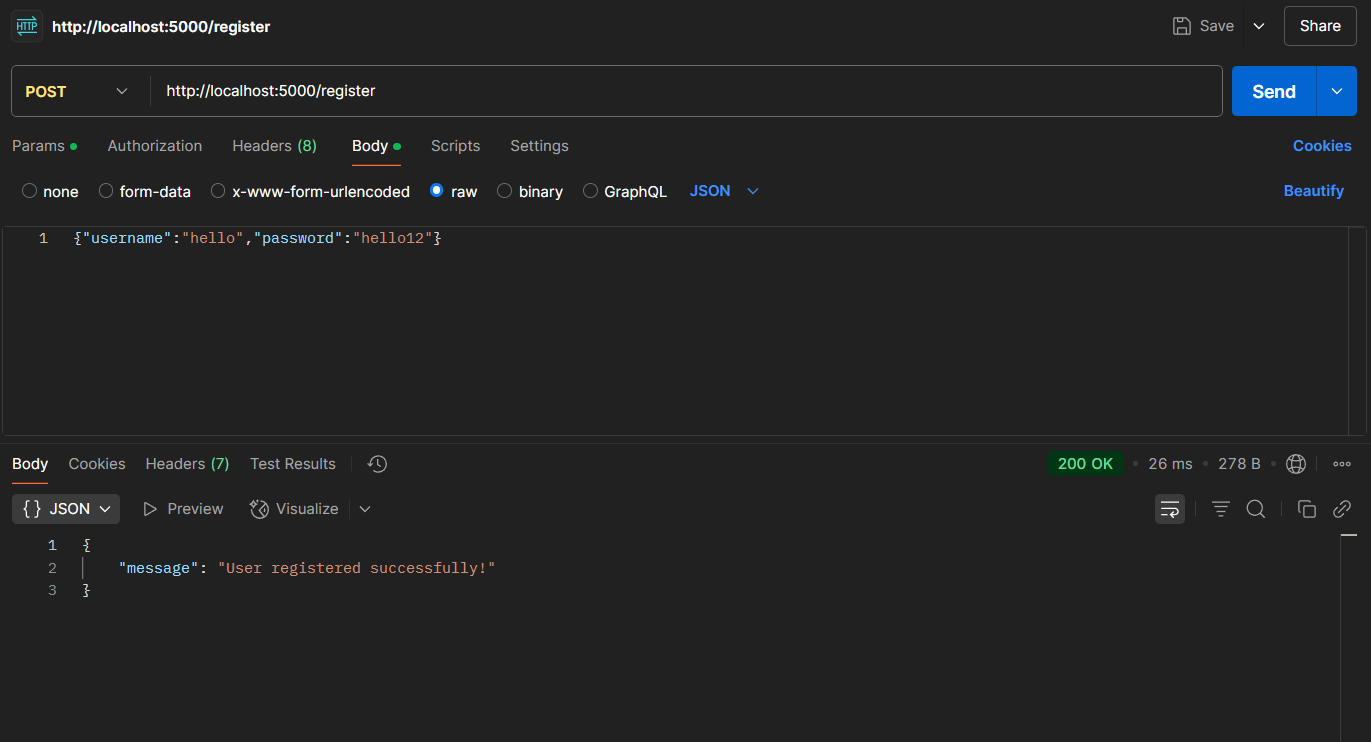 HTTP http://localhost:5000/register Save Share
POST http://localhost:5000/register Send
Params Authorization Headers (8) Body Scripts Settings Cookies
none form-data x-www-form-urlencoded raw binary GraphQL JSON Beautify
1 {"username":"hello","password":"hello12"}
Body Cookies Headers (7) Test Results 200 OK 26 ms 278 B
{} JSON Preview Visualize
1 {
2 "message": "User registered successfully!"
3 }